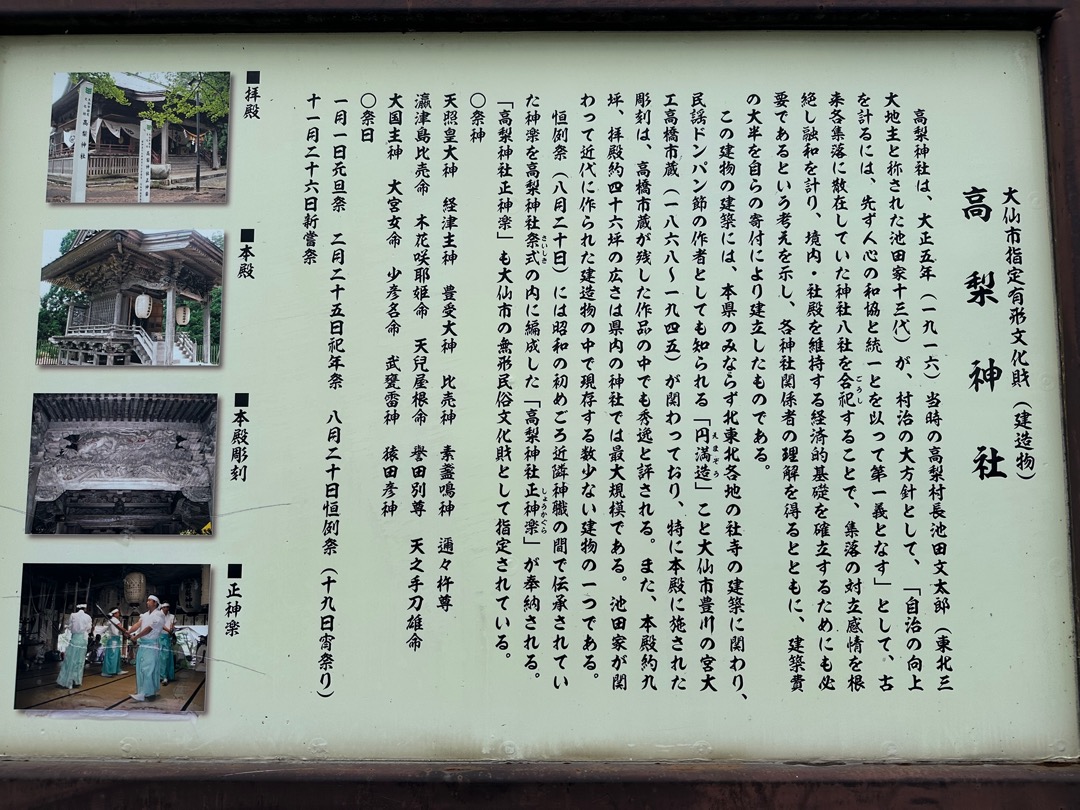 大仙市指定有形文化財（建造物）
高梨神社
高梨神社は、大正五年（一九一六）当時の高梨村長池田文太郎（東北三
大地主と称された池田家十三代）が、村治の大方針として、「自治の向上
を計るには、先ず人心の和協と統一とを以って第一義となす」として、古
来各集落に散在していた神社八社を合祀することで、集落の対立感情を根
ごうし
絶し融和を計り、境内・社殿を維持する経済的基礎を確立するためにも必
要であるという考えを示し、各神社関係者の理解を得るとともに、建築費
の大半を自らの寄付により建立したものである。
この建物の建築には、本県のみならず北東北各地の社寺の建築に関わり、
民謡ドンパン節の作者としても知られる「円満造」こと大仙市豊川の宮大
えまぞう
工高橋市蔵（一八六八～一九四五）が関わっており、特に本殿に施された
彫刻は、高橋市蔵が残した作品の中でも秀逸と評される。また、本殿約九
坪、拝殿約四十六坪の広さは県内の神社では最大規模である。池田家が関
わって近代に作られた建造物の中で現存する数少ない建物の一つである。
恒例祭（八月二十日）には昭和の初めごろ近隣神職の間で伝承されてい
た神楽を高梨神社祭式の内に編成した「高梨神社正神楽」が奉納される。
さいしき
しょうかぐら
「高梨神社正神楽」も大仙市の無形民俗文化財として指定されている。
〇祭神
天照皇大神 経津主神 豊受大神 比売神 素盞鳴神 邇々杵尊
瀛津島比売命 木花咲耶姫命 天兒屋根命 譽田別尊 天之手刀雄命
大国主神 大宮女命 少彦名命 武甕雷神 猿田彦神
〇祭日
一月一日元旦祭 二月二十五日祀年祭 八月二十日恒例祭（十九日宵祭り）
十一月二十六日新嘗祭
■拝殿
■本殿
■本殿彫刻
■正神楽
高梨神社